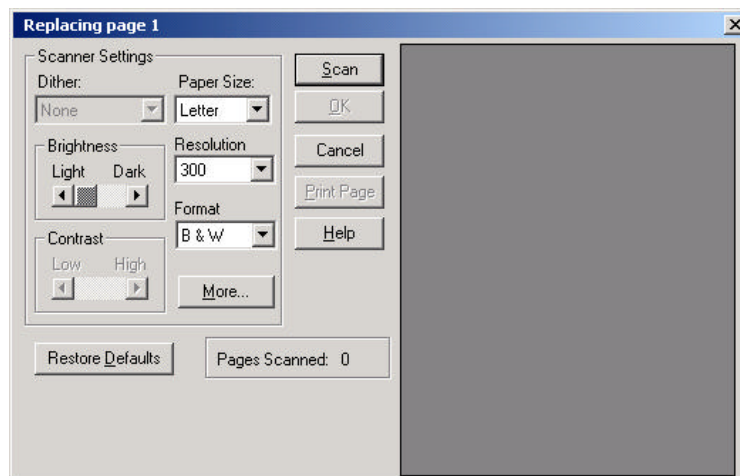 Replacing page 1
Scanner Settings
Dither:
Paper Size:
None
Letter
Brightness
Light Dark
Resolution
300
Format
B & W
Contrast
Low High
More...
Scan
OK
Cancel
Print Page
Help
Restore Defaults
Pages Scanned: 0